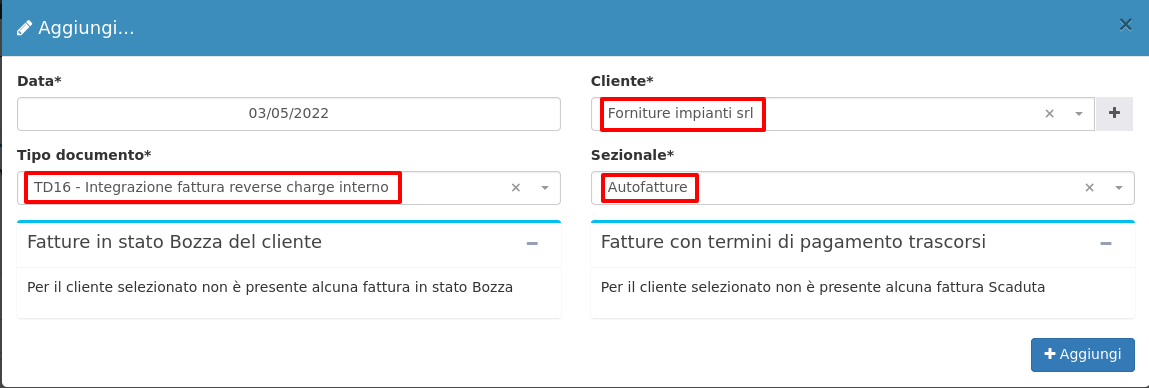 Aggiungi...
×
Data*
03/05/2022
Cliente*
Forniture impianti srl
× +
Tipo documento*
TD16 - Integrazione fattura reverse charge interno
×
Sezionale*
Autofatture
×
Fatture in stato Bozza del cliente
Per il cliente selezionato non è presente alcuna fattura in stato Bozza
Fatture con termini di pagamento trascorsi
Per il cliente selezionato non è presente alcuna fattura Scaduta
+ Aggiungi